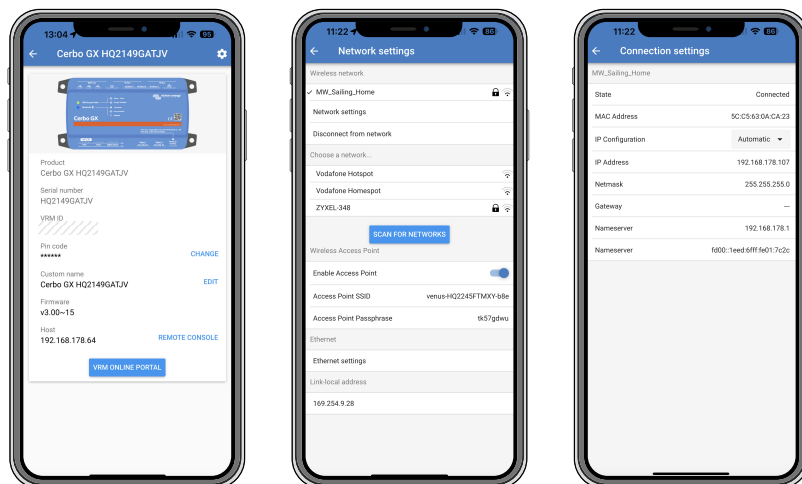 13:04
95
Cerbo GX HQ2149GATJV
Cerbo GX
Product
Cerbo GX HQ2149GATJV
Serial number
HQ2149GATJV
VRM ID
Pin code
******
CHANGE
Custom name
Cerbo GX HQ2149GATJV
EDIT
Firmware
v3.00~15
Host
192.168.178.64
REMOTE CONSOLE
VRM ONLINE PORTAL
11:22
86
Network settings
Wireless network
MW_Sailing_Home
Network settings
Disconnect from network
Choose a network...
Vodafone Hotspot
Vodafone Homespot
ZYXEL-348
SCAN FOR NETWORKS
Wireless Access Point
Enable Access Point
Access Point SSID venus-HQ2245FTMXY-b8e
Access Point Passphrase tk57gdwu
Ethernet
Ethernet settings
Link-local address
169.254.9.28
11:22
86
Connection settings
MW_Sailing_Home
State Connected
MAC Address 5C:C5:63:0A:CA:23
IP Configuration Automatic
IP Address 192.168.178.107
Netmask 255.255.255.0
Gateway —
Nameserver 192.168.178.1
Nameserver fd00::1eed:6fff:fe01:7c2c